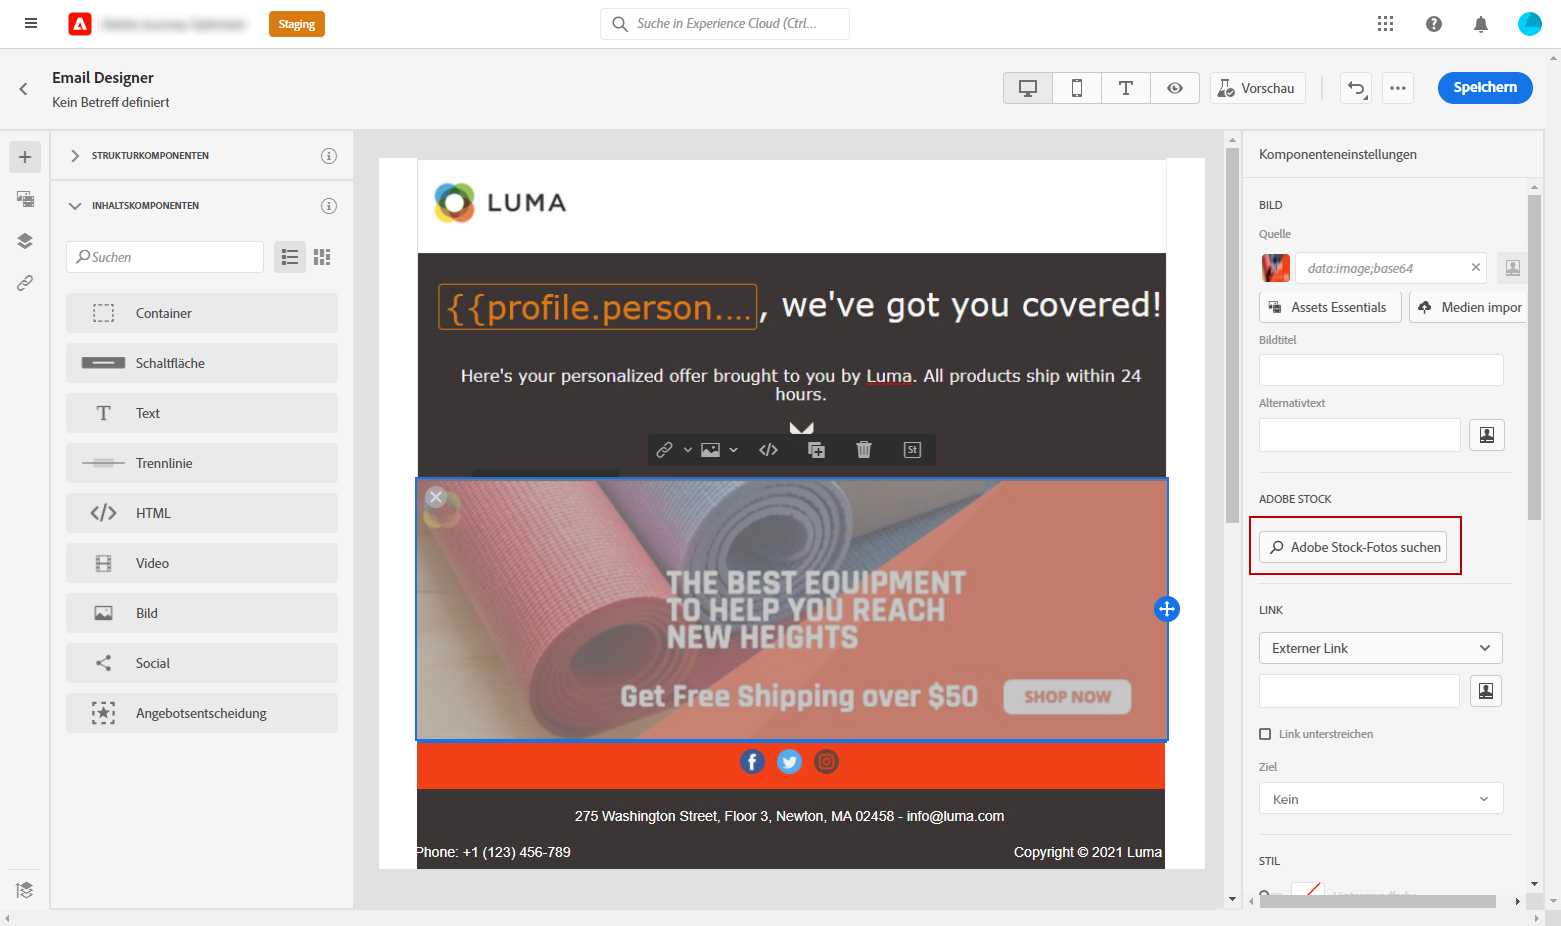 Staging
Suche in Experience Cloud (Ctrl...
Email Designer
Kein Betreff definiert
Vorschau
Speichern
STRUKTURKOMPONENTEN
INHALTSKOMPONENTEN
Suchen
Container
Schaltfläche
Text
Trennlinie
HTML
Video
Bild
Social
Angebotsentscheidung
LUMA
{{profile.person...., we've got you covered!
Here's your personalized offer brought to you by Luma. All products ship within 24
hours.
St
THE BEST EQUIPMENT
TO HELP YOU REACH
NEW HEIGHTS
Get Free Shipping over $50
SHOP NOW
275 Washington Street, Floor 3, Newton, MA 02458 - info@luma.com
Phone: +1 (123) 456-789
Copyright © 2021 Luma
Komponenteneinstellungen
BILD
Quelle
data:image;base64
Assets Essentials
Medien impor
Bildtitel
Alternativtext
ADOBE STOCK
Adobe Stock-Fotos suchen
LINK
Externer Link
Link unterstreichen
Ziel
Kein
STIL